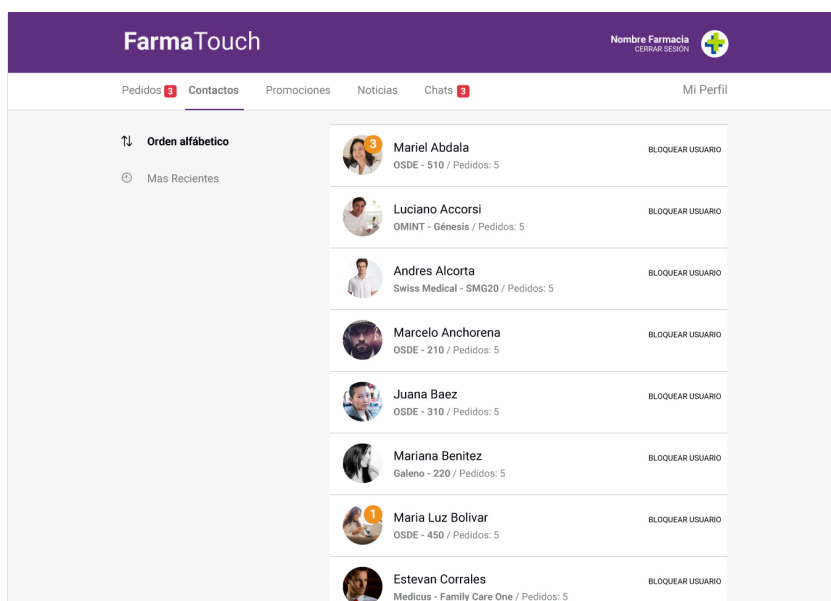 FarmaTouch
Nombre Farmacia
CERRAR SESIÓN
Pedidos 3 Contactos Promociones Noticias Chats 3 Mi Perfil
Orden alfábetico
Mas Recientes
3
Mariel Abdala
OSDE - 510 / Pedidos: 5
BLOQUEAR USUARIO
Luciano Accorsi
OMINT - Génesis / Pedidos: 5
BLOQUEAR USUARIO
Andres Alcorta
Swiss Medical - SMG20 / Pedidos: 5
BLOQUEAR USUARIO
Marcelo Anchorena
OSDE - 210 / Pedidos: 5
BLOQUEAR USUARIO
Juana Baez
OSDE - 310 / Pedidos: 5
BLOQUEAR USUARIO
Mariana Benitez
Galeno - 220 / Pedidos: 5
BLOQUEAR USUARIO
1
Maria Luz Bolivar
OSDE - 450 / Pedidos: 5
BLOQUEAR USUARIO
Estevan Corrales
Medicus - Family Care One / Pedidos: 5
BLOQUEAR USUARIO